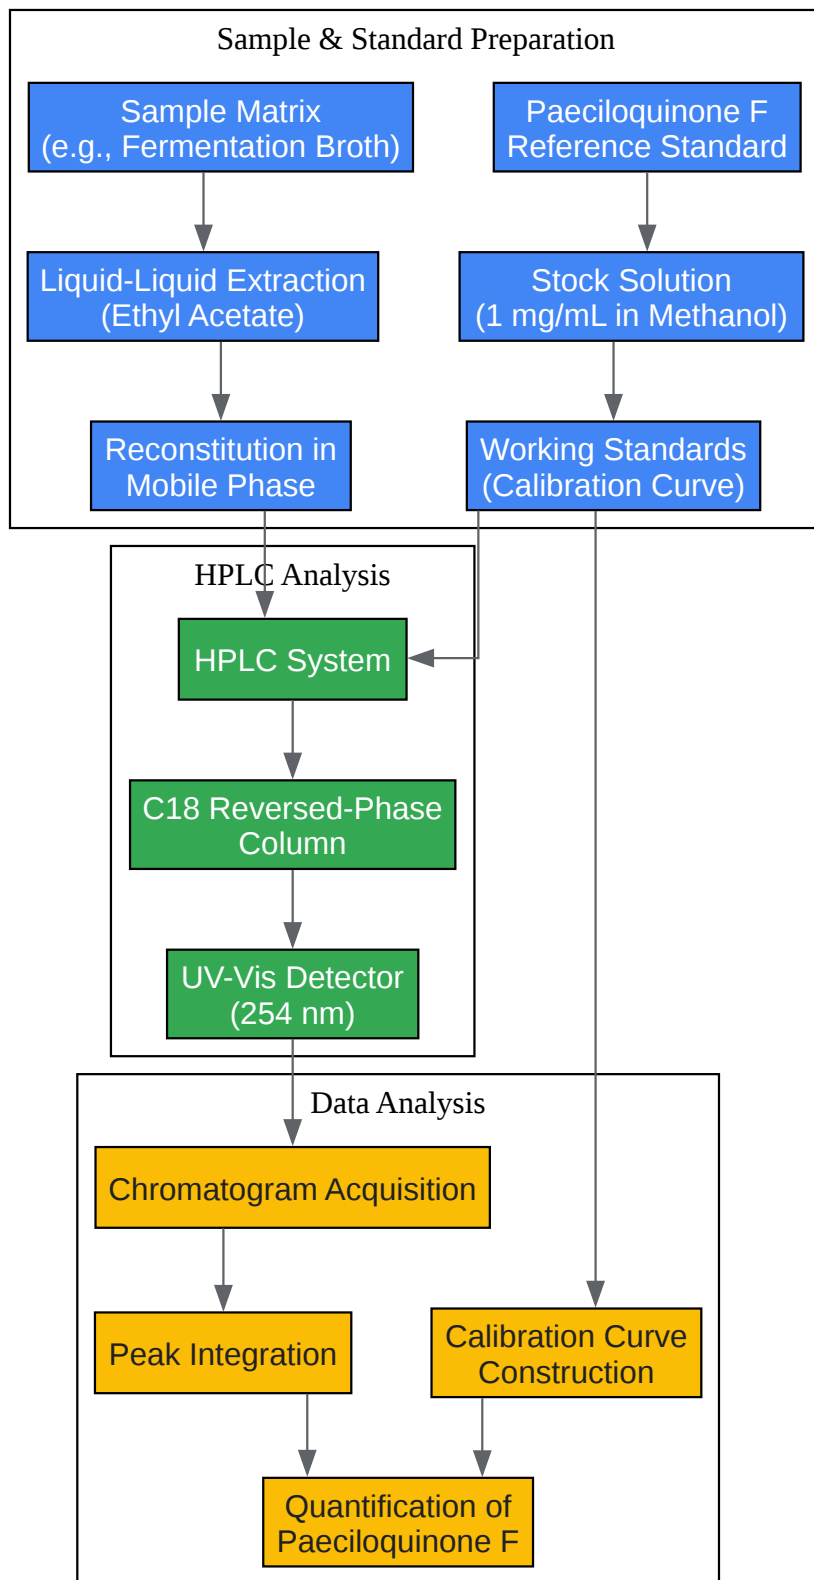 Sample & Standard Preparation
Sample Matrix
(e.g., Fermentation Broth)
Paeciloquinone F
Reference Standard
Liquid-Liquid Extraction
(Ethyl Acetate)
Stock Solution
(1 mg/mL in Methanol)
Reconstitution in
Mobile Phase
Working Standards
(Calibration Curve)
HPLC Analysis
HPLC System
C18 Reversed-Phase
Column
UV-Vis Detector
(254 nm)
Data Analysis
Chromatogram Acquisition
Peak Integration
Calibration Curve
Construction
Quantification of
Paeciloquinone F